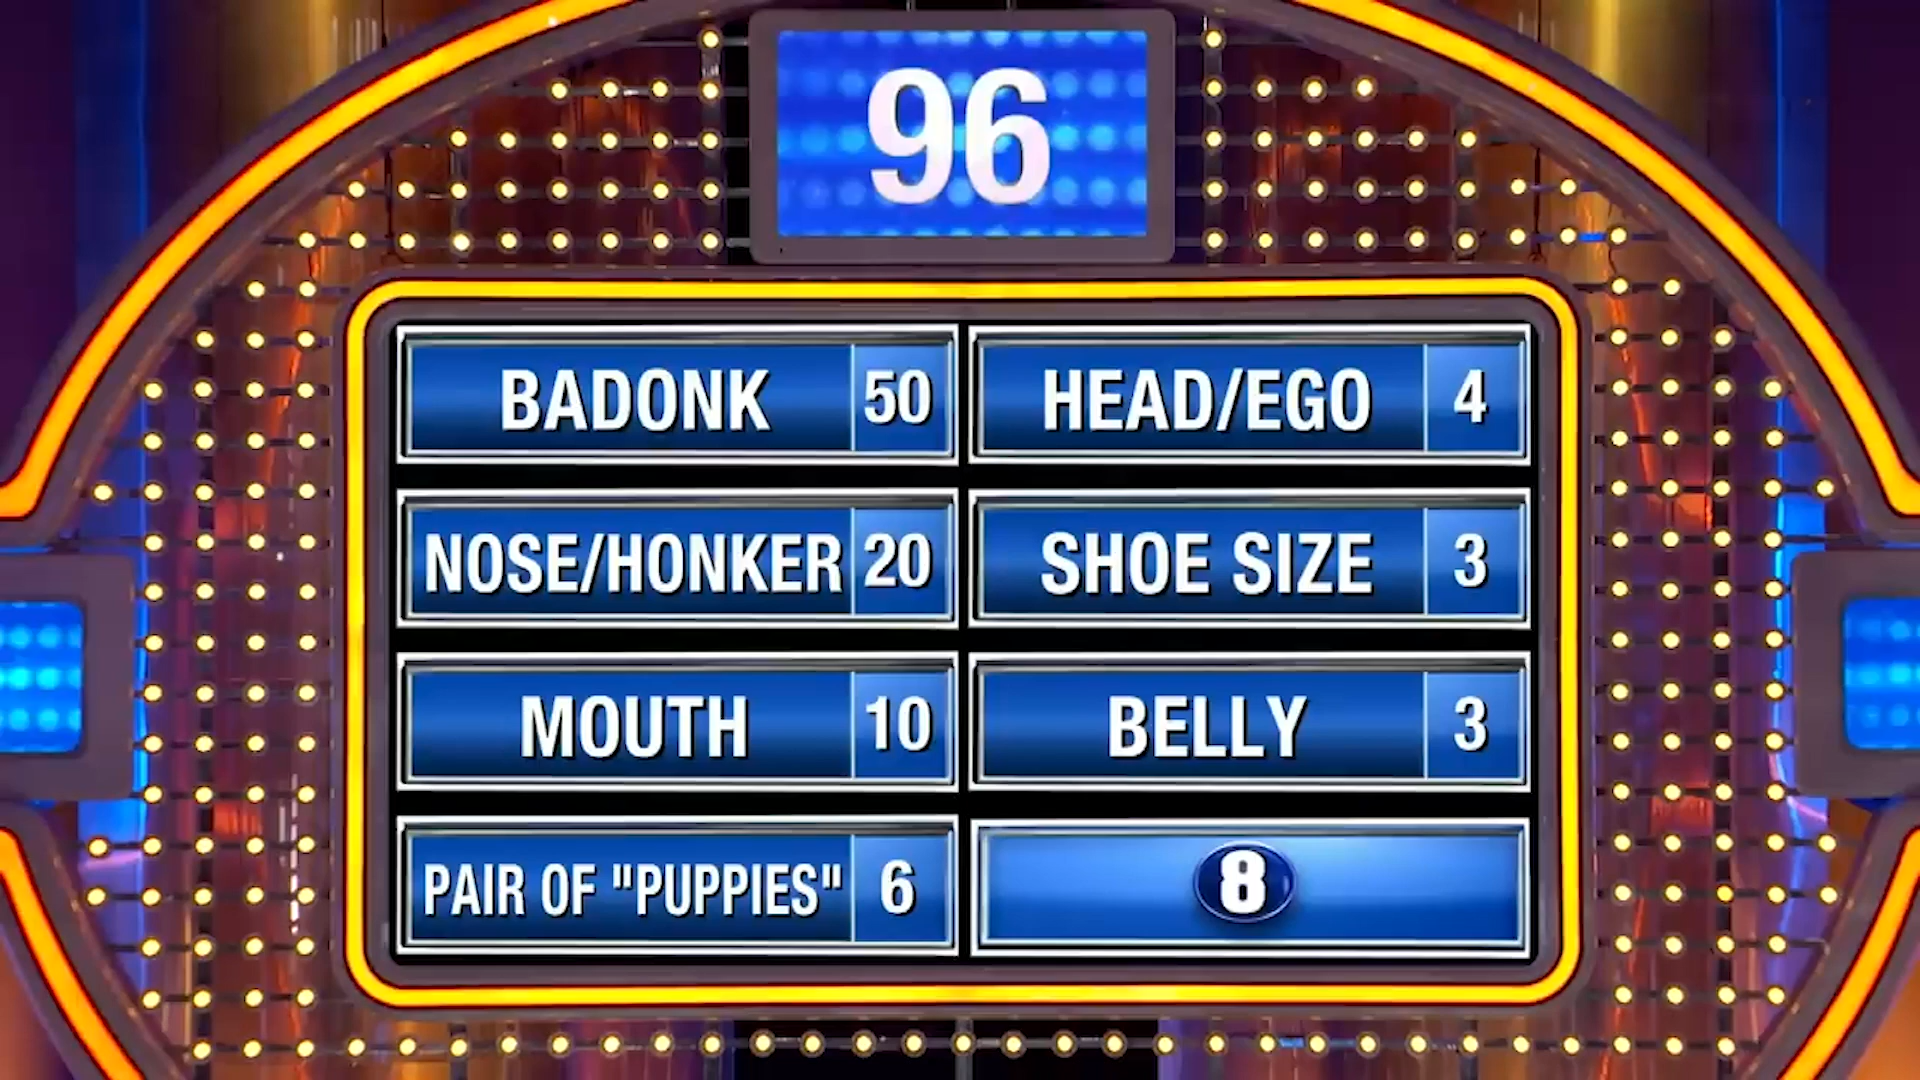 96
BADONK 50
HEAD/EGO 4
NOSE/HONKER 20
SHOE SIZE 3
MOUTH 10
BELLY 3
PAIR OF "PUPPIES" 6
8